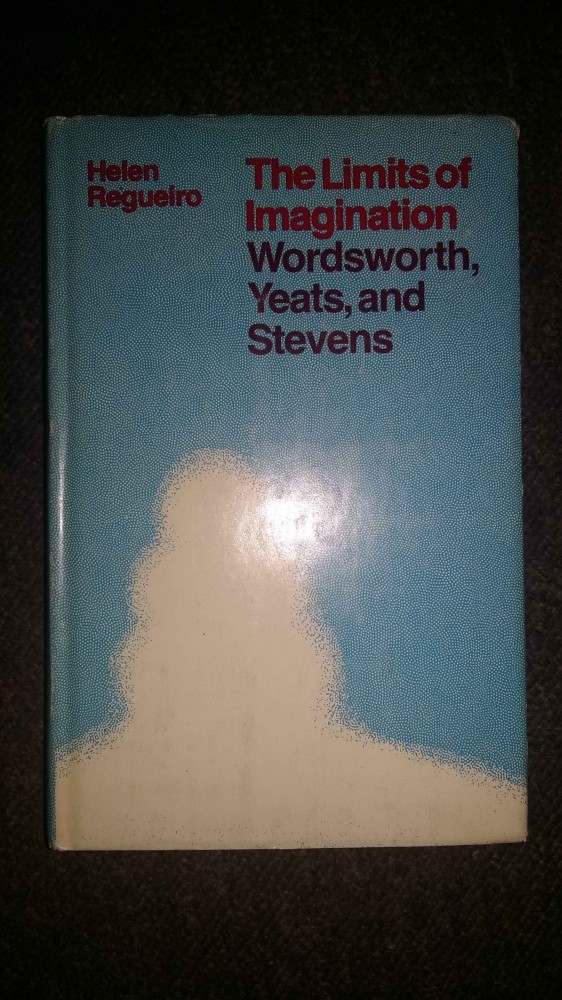 Helen
Regueiro
The Limits of
Imagination
Wordsworth,
Yeats, and
Stevens